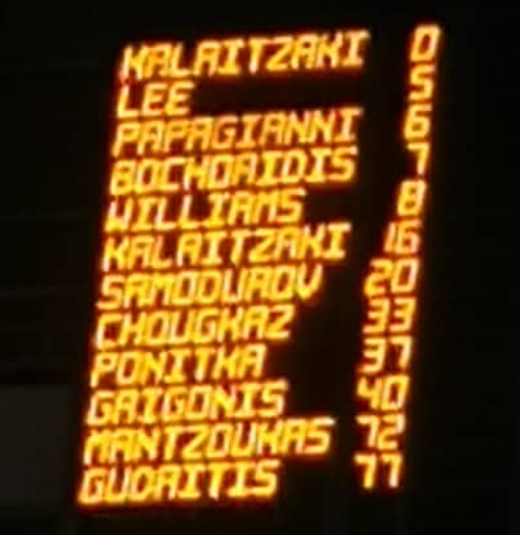 KALAITZAKI 0
LEE 5
PAPAGIANNI 6
BOCHORIDIS 7
WILLIAMS 8
KALAITZAKI 16
SAMODUROV 20
CHOUGKAZ 33
PONITKA 37
GRIGONIS 40
MANTZOUKAS 72
GUDAITIS 77